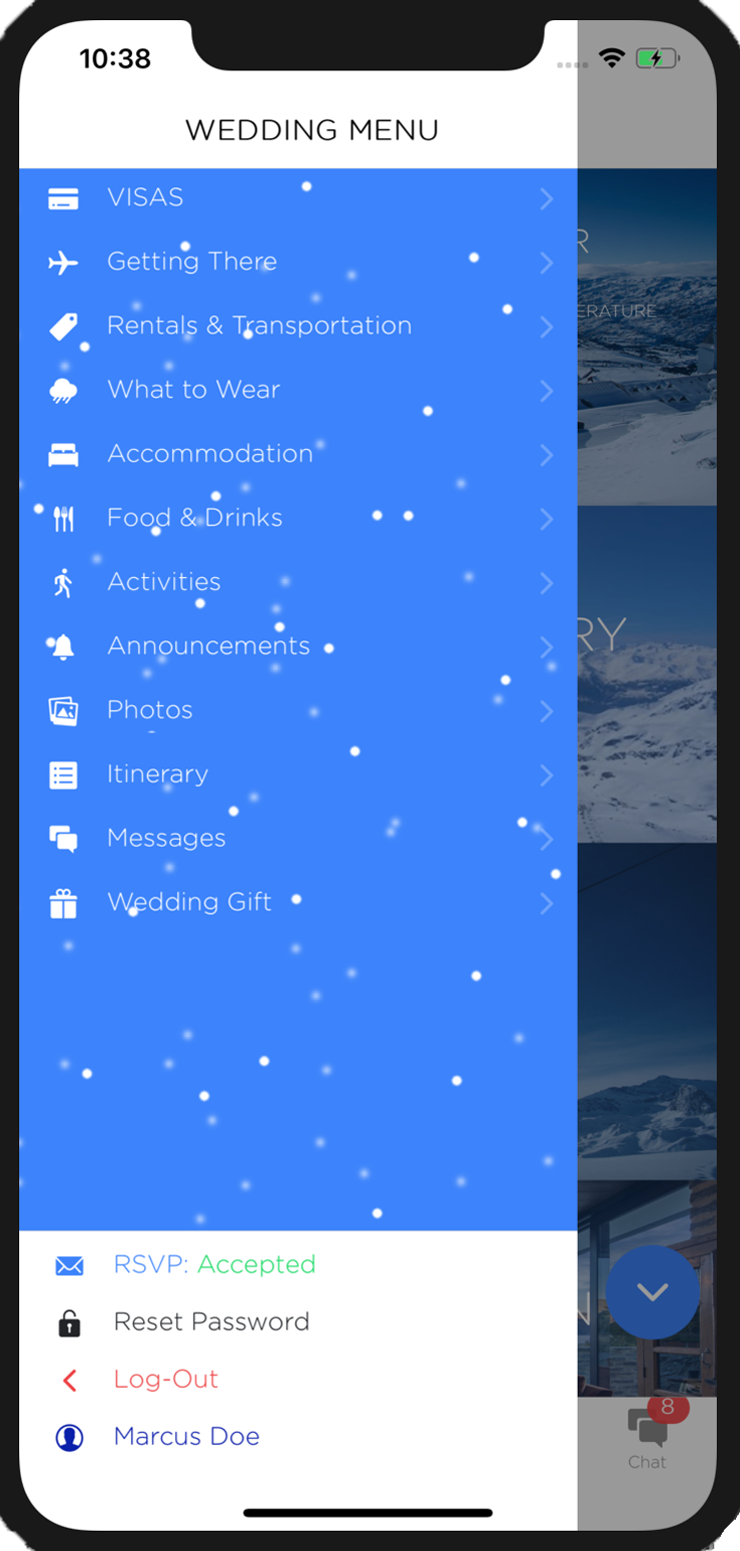 10:38
WEDDING MENU
VISAS
Getting There
Rentals & Transportation
What to Wear
Accommodation
Food & Drinks
Activities
Announcements
Photos
Itinerary
Messages
Wedding Gift
RSVP: Accepted
Reset Password
Log-Out
Marcus Doe
R
ERATURE
RY
N
8
Chat